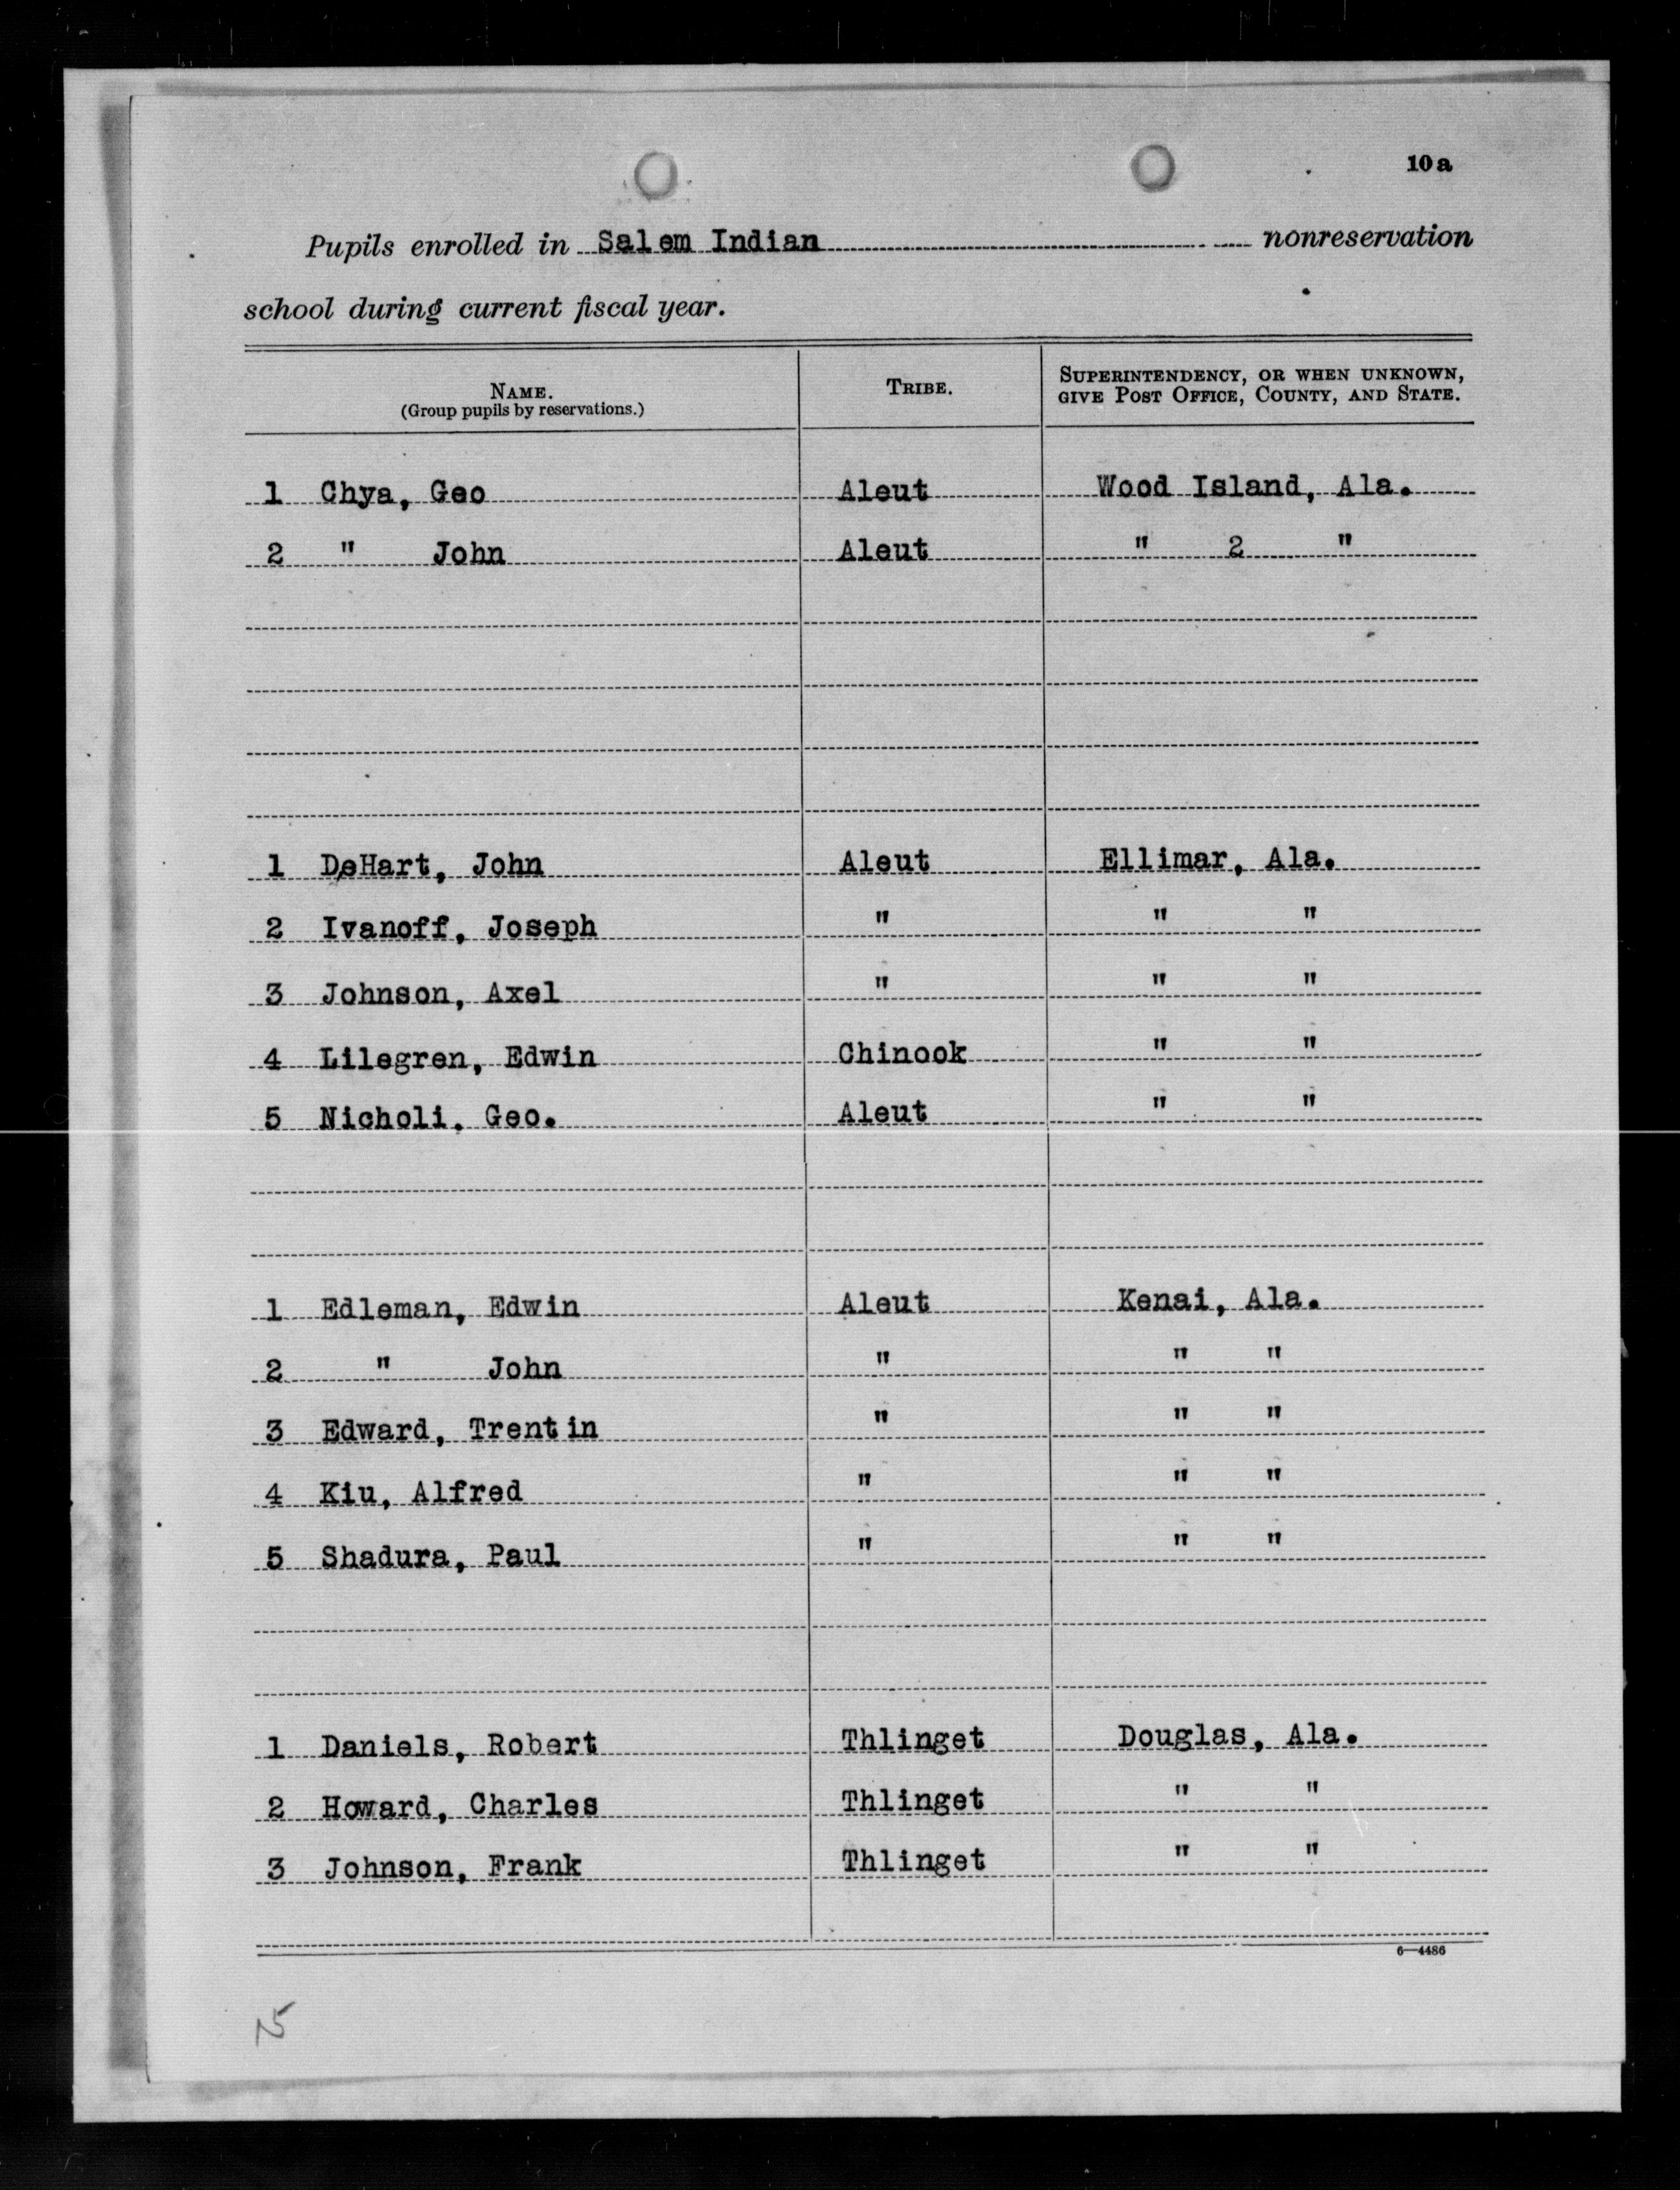 10a
Pupils enrolled in Salem Indian nonreservation
school during current fiscal year.
NAME. TRIBE. SUPERINTENDENCY, OR WHEN UNKNOWN,
(Group pupils by reservations.) GIVE POST OFFICE, COUNTY, AND STATE.
1 Chya, Geo Aleut Wood Island, Ala.
2 " John Aleut " 2 "
1 DeHart, John Aleut Ellimar, Ala.
2 Ivanoff, Joseph " " "
3 Johnson, Axel " " "
4 Lilegren, Edwin Chinook " "
5 Nicholi, Geo. Aleut " "
1 Edleman, Edwin Aleut Kenai, Ala.
2 " John " " "
3 Edward, Trentin " " "
4 Kiu, Alfred " " "
5 Shadura, Paul " " "
1 Daniels, Robert Thlinget Douglas, Ala.
2 Howard, Charles Thlinget " "
3 Johnson, Frank Thlinget " "
6—4486